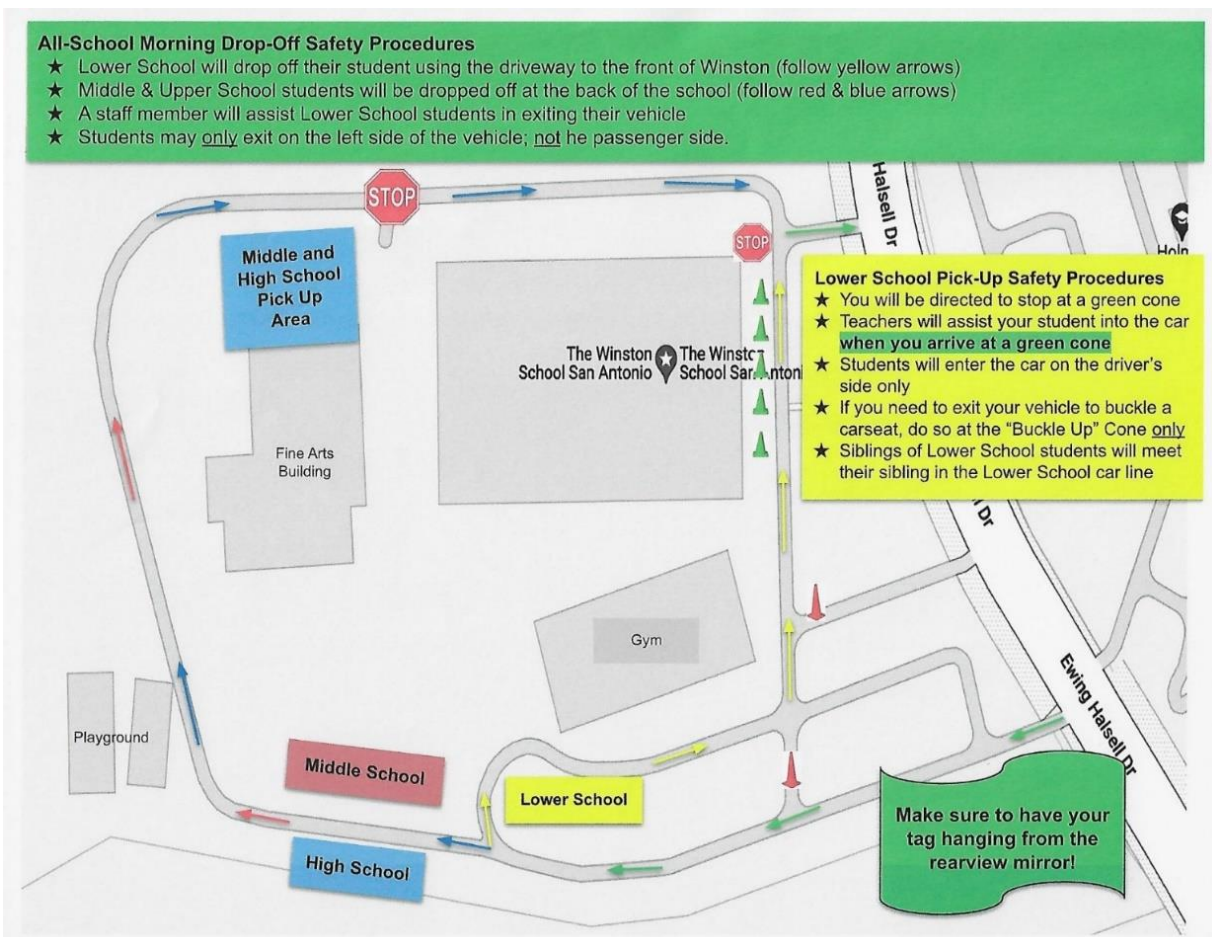 All-School Morning Drop-Off Safety Procedures
★ Lower School will drop off their student using the driveway to the front of Winston (follow yellow arrows)
★ Middle & Upper School students will be dropped off at the back of the school (follow red & blue arrows)
★ A staff member will assist Lower School students in exiting their vehicle
★ Students may only exit on the left side of the vehicle; not he passenger side.
STOP
Halsell Dr
Middle and
High School
Pick Up
Area
STOP
Lower School Pick-Up Safety Procedures
★ You will be directed to stop at a green cone
★ Teachers will assist your student into the car
when you arrive at a green cone
★ Students will enter the car on the driver's
side only
★ If you need to exit your vehicle to buckle a
carseat, do so at the "Buckle Up" Cone only
★ Siblings of Lower School students will meet
their sibling in the Lower School car line
The Winston
School San Antonio
The Winston
School San Antoni
Fine Arts
Building
Dr
Gym
Ewing Halsell Dr
Playground
Middle School
Lower School
High School
Make sure to have your
tag hanging from the
rearview mirror!